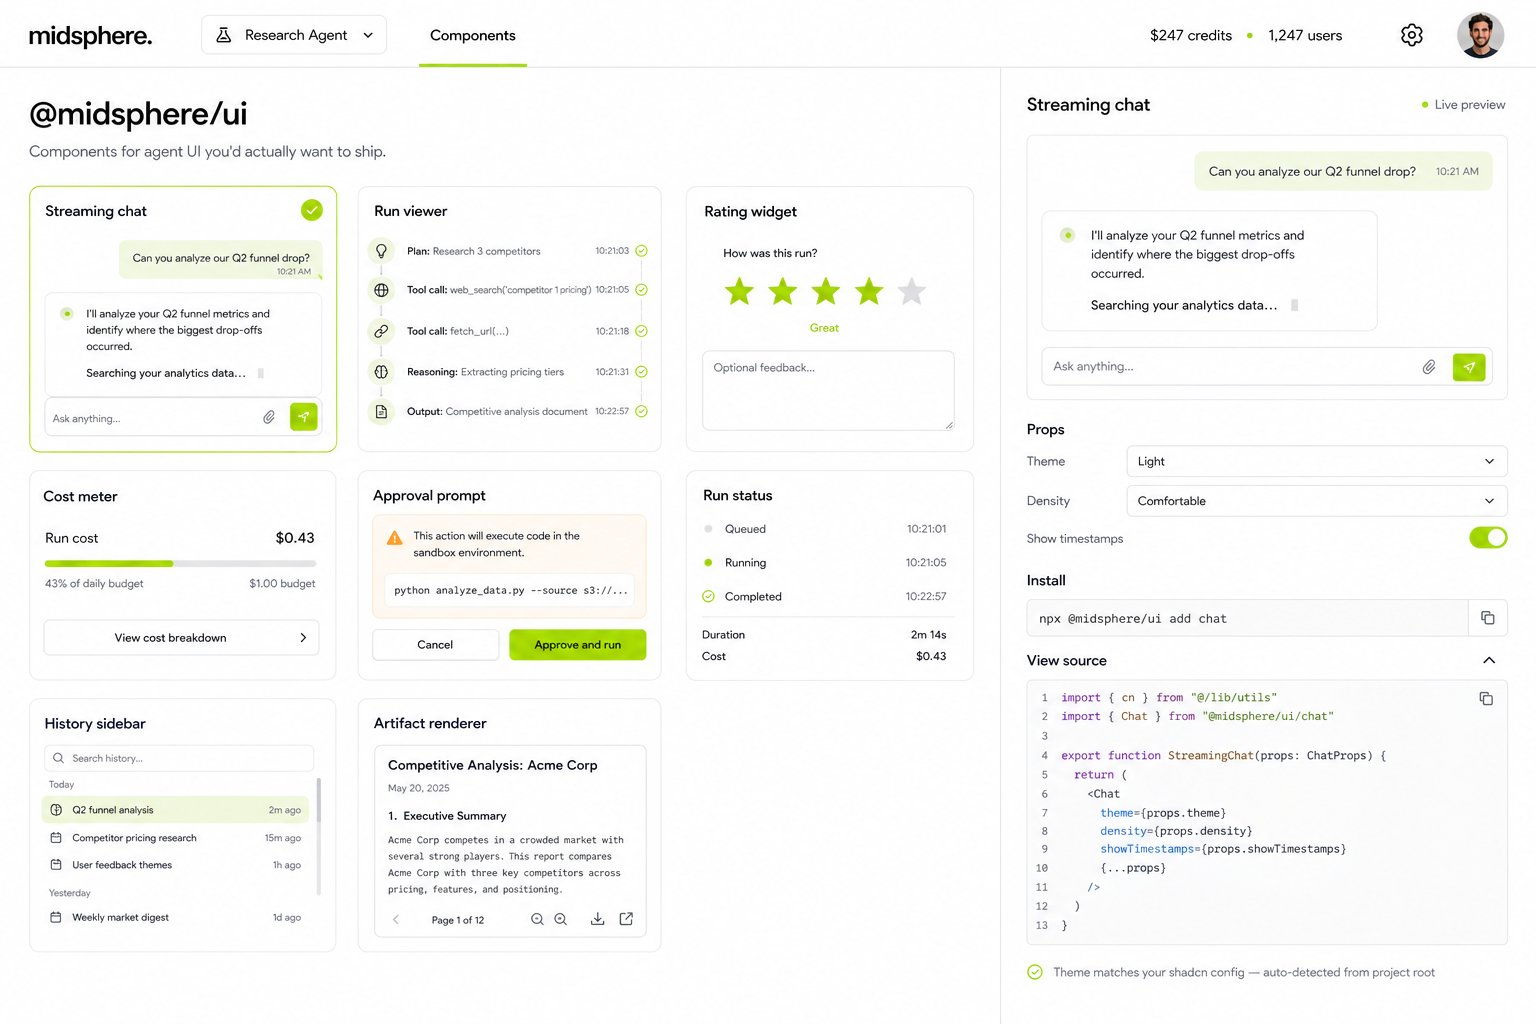 midsphere.
Research Agent
Components
$247 credits
1,247 users
@midsphere/ui
Components for agent UI you'd actually want to ship.
Streaming chat
Can you analyze our Q2 funnel drop?
10:21 AM
I'll analyze your Q2 funnel metrics and
identify where the biggest drop-offs
occurred.
Searching your analytics data...
Ask anything...
Run viewer
Plan: Research 3 competitors 10:21:03
Tool call: web_search('competitor 1 pricing') 10:21:05
Tool call: fetch_url(...) 10:21:18
Reasoning: Extracting pricing tiers 10:21:31
Output: Competitive analysis document 10:22:57
Rating widget
How was this run?
Great
Optional feedback...
Cost meter
Run cost $0.43
43% of daily budget $1.00 budget
View cost breakdown
Approval prompt
This action will execute code in the
sandbox environment.
python analyze_data.py --source s3://...
Cancel
Approve and run
Run status
Queued 10:21:01
Running 10:21:05
Completed 10:22:57
Duration 2m 14s
Cost $0.43
History sidebar
Search history...
Today
Q2 funnel analysis 2m ago
Competitor pricing research 15m ago
User feedback themes 1h ago
Yesterday
Weekly market digest 1d ago
Artifact renderer
Competitive Analysis: Acme Corp
May 20, 2025
1. Executive Summary
Acme Corp competes in a crowded market with
several strong players. This report compares
Acme Corp with three key competitors across
pricing, features, and positioning.
Page 1 of 12
Streaming chat
Live preview
Can you analyze our Q2 funnel drop? 10:21 AM
I'll analyze your Q2 funnel metrics and
identify where the biggest drop-offs
occurred.
Searching your analytics data...
Ask anything...
Props
Theme Light
Density Comfortable
Show timestamps
Install
npx @midsphere/ui add chat
View source
1 import { cn } from "@/lib/utils"
2 import { Chat } from "@midsphere/ui/chat"
3
4 export function StreamingChat(props: ChatProps) {
5 return (
6 <Chat
7 theme={props.theme}
8 density={props.density}
9 showTimestamps={props.showTimestamps}
10 {...props}
11 />
12 )
13 }
Theme matches your shadcn config — auto-detected from project root